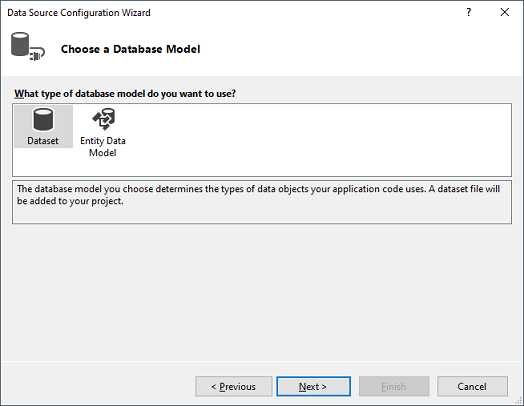 Data Source Configuration Wizard
?
Choose a Database Model
What type of database model do you want to use?
Dataset
Entity Data
Model
The database model you choose determines the types of data objects your application code uses. A dataset file will
be added to your project.
< Previous
Next >
Finish
Cancel